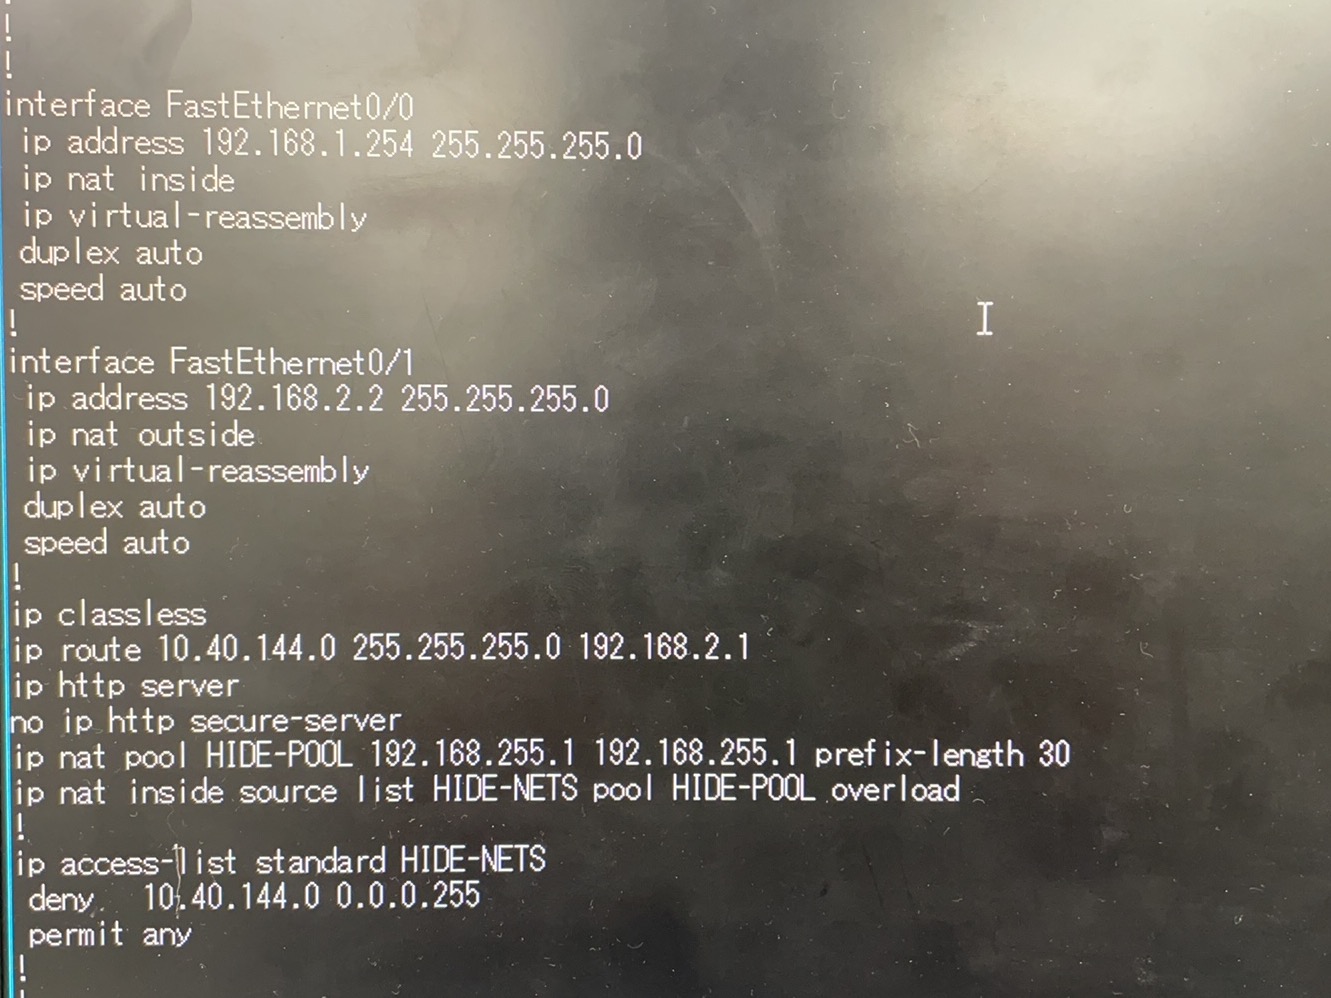 !
!
interface FastEthernet0/0
ip address 192.168.1.254 255.255.255.0
ip nat inside
ip virtual-reassembly
duplex auto
speed auto
!
interface FastEthernet0/1
ip address 192.168.2.2 255.255.255.0
ip nat outside
ip virtual-reassembly
duplex auto
speed auto
!
ip classless
ip route 10.40.144.0 255.255.255.0 192.168.2.1
ip http server
no ip http secure-server
ip nat pool HIDE-POOL 192.168.255.1 192.168.255.1 prefix-length 30
ip nat inside source list HIDE-NETS pool HIDE-POOL overload
!
ip access-list standard HIDE-NETS
deny 10.40.144.0 0.0.0.255
permit any
!